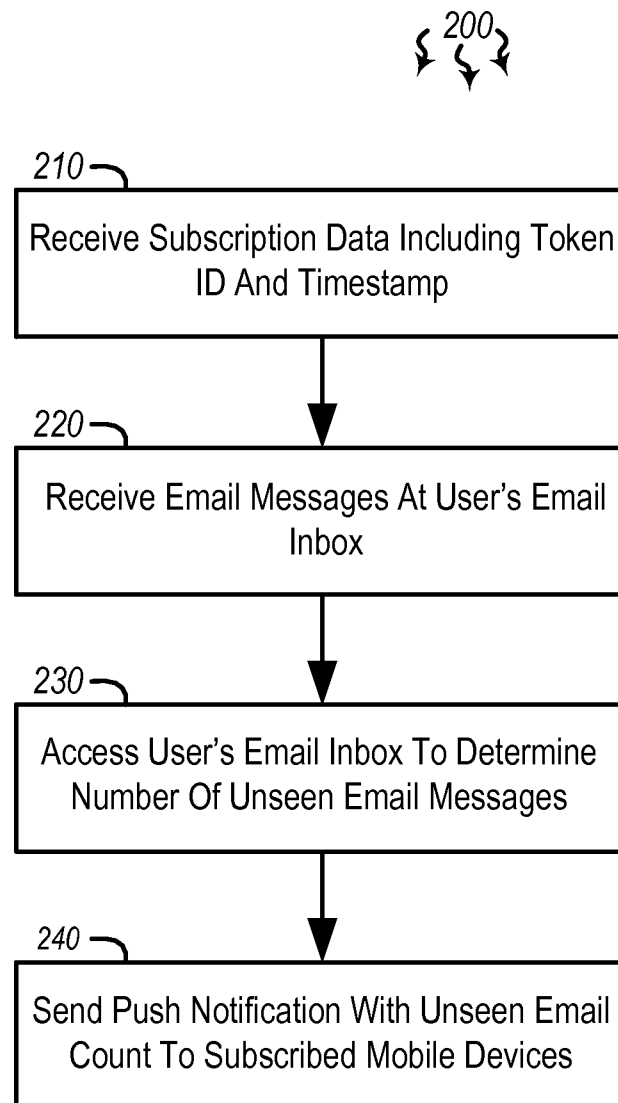 200
210
Receive Subscription Data Including Token
ID And Timestamp
220
Receive Email Messages At User's Email
Inbox
230
Access User's Email Inbox To Determine
Number Of Unseen Email Messages
240
Send Push Notification With Unseen Email
Count To Subscribed Mobile Devices